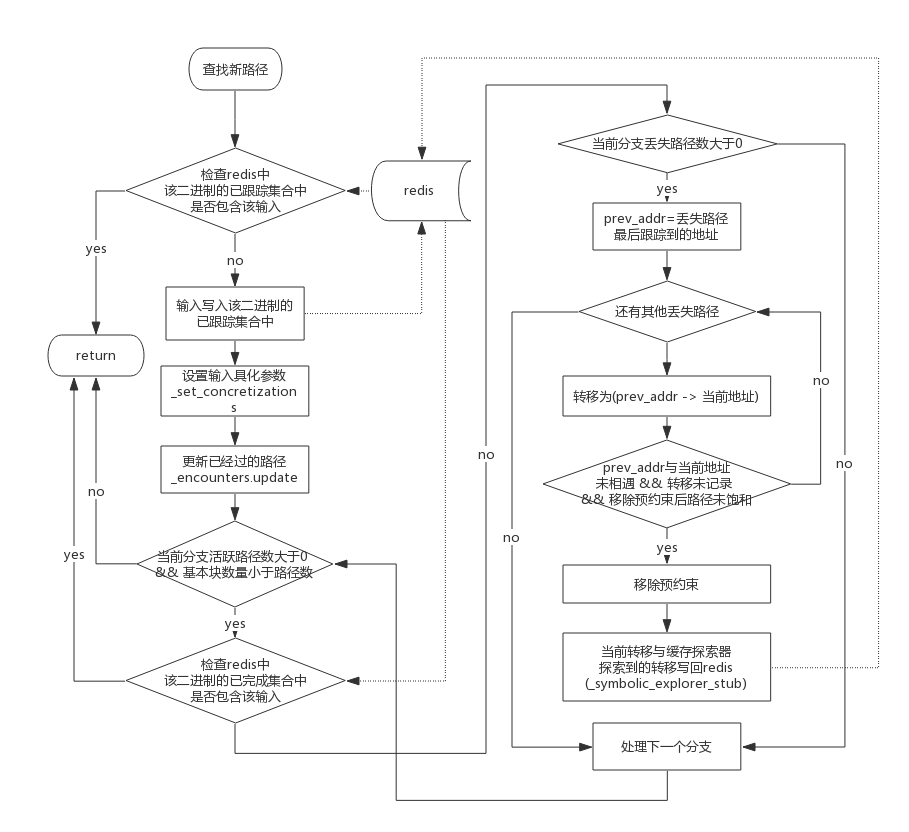 查找新路径
检查redis中
该二进制的已跟踪集合中
是否包含该输入
redis
yes
no
输入写入该二进制的
已跟踪集合中
return
设置输入具化参数
_set_concretization
s
更新已经过的路径
_encounters.update
no
当前分支活跃路径数大于0
&& 基本块数量小于路径数
yes
yes
检查redis中
该二进制的已完成集合中
是否包含该输入
no
当前分支丢失路径数大于0
yes
prev_addr=丢失路径
最后跟踪到的地址
还有其他丢失路径
转移为(prev_addr -> 当前地址)
no
prev_addr与当前地址
未相遇 && 转移未记录
&& 移除预约束后路径未饱和
no
no
yes
移除预约束
当前转移与缓存探索器
探索到的转移写回redis
(_symbolic_explorer_stub)
处理下一个分支